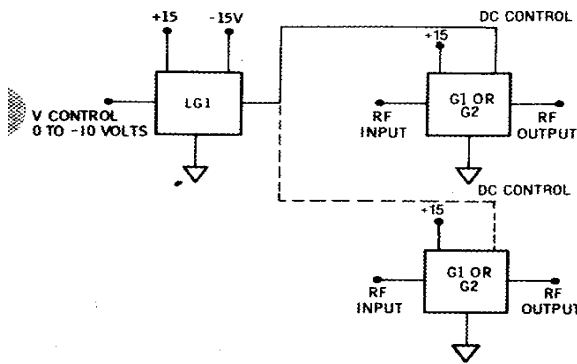 +15
-15V
DC CONTROL
+15
LG1
G1 OR
G2
V CONTROL
0 TO -10 VOLTS
RF
INPUT
RF
OUTPUT
DC CONTROL
+15
G1 OR
G2
RF
INPUT
RF
OUTPUT